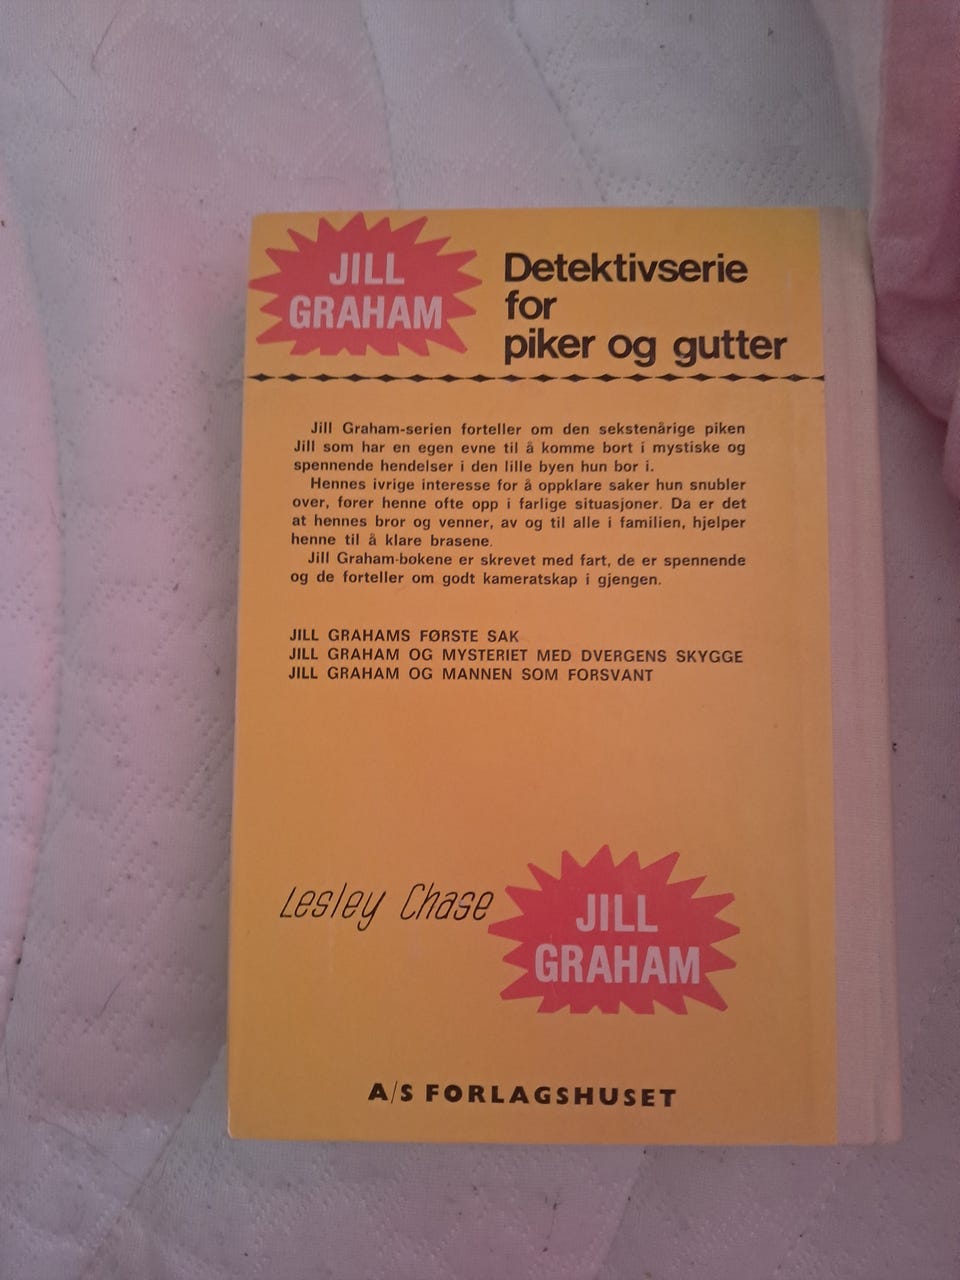 JILL
GRAHAM
Detektivserie
for
piker og gutter
Jill Graham-serien forteller om den sekstenårige piken
Jill som har en egen evne til å komme bort i mystiske og
spennende hendelser i den lille byen hun bor i.
Hennes ivrige interesse for å oppklare saker hun snubler
over, fører henne ofte opp i farlige situasjoner. Da er det
at hennes bror og venner, av og til alle i familien, hjelper
henne til å klare brasene.
Jill Graham-bøkene er skrevet med fart, de er spennende
og de forteller om godt kameratskap i gjengen.
JILL GRAHAMS FØRSTE SAK
JILL GRAHAM OG MYSTERIET MED DVERGENS SKYGGE
JILL GRAHAM OG MANNEN SOM FORSVANT
Lesley Chase
JILL
GRAHAM
A/S FORLAGSHUSET